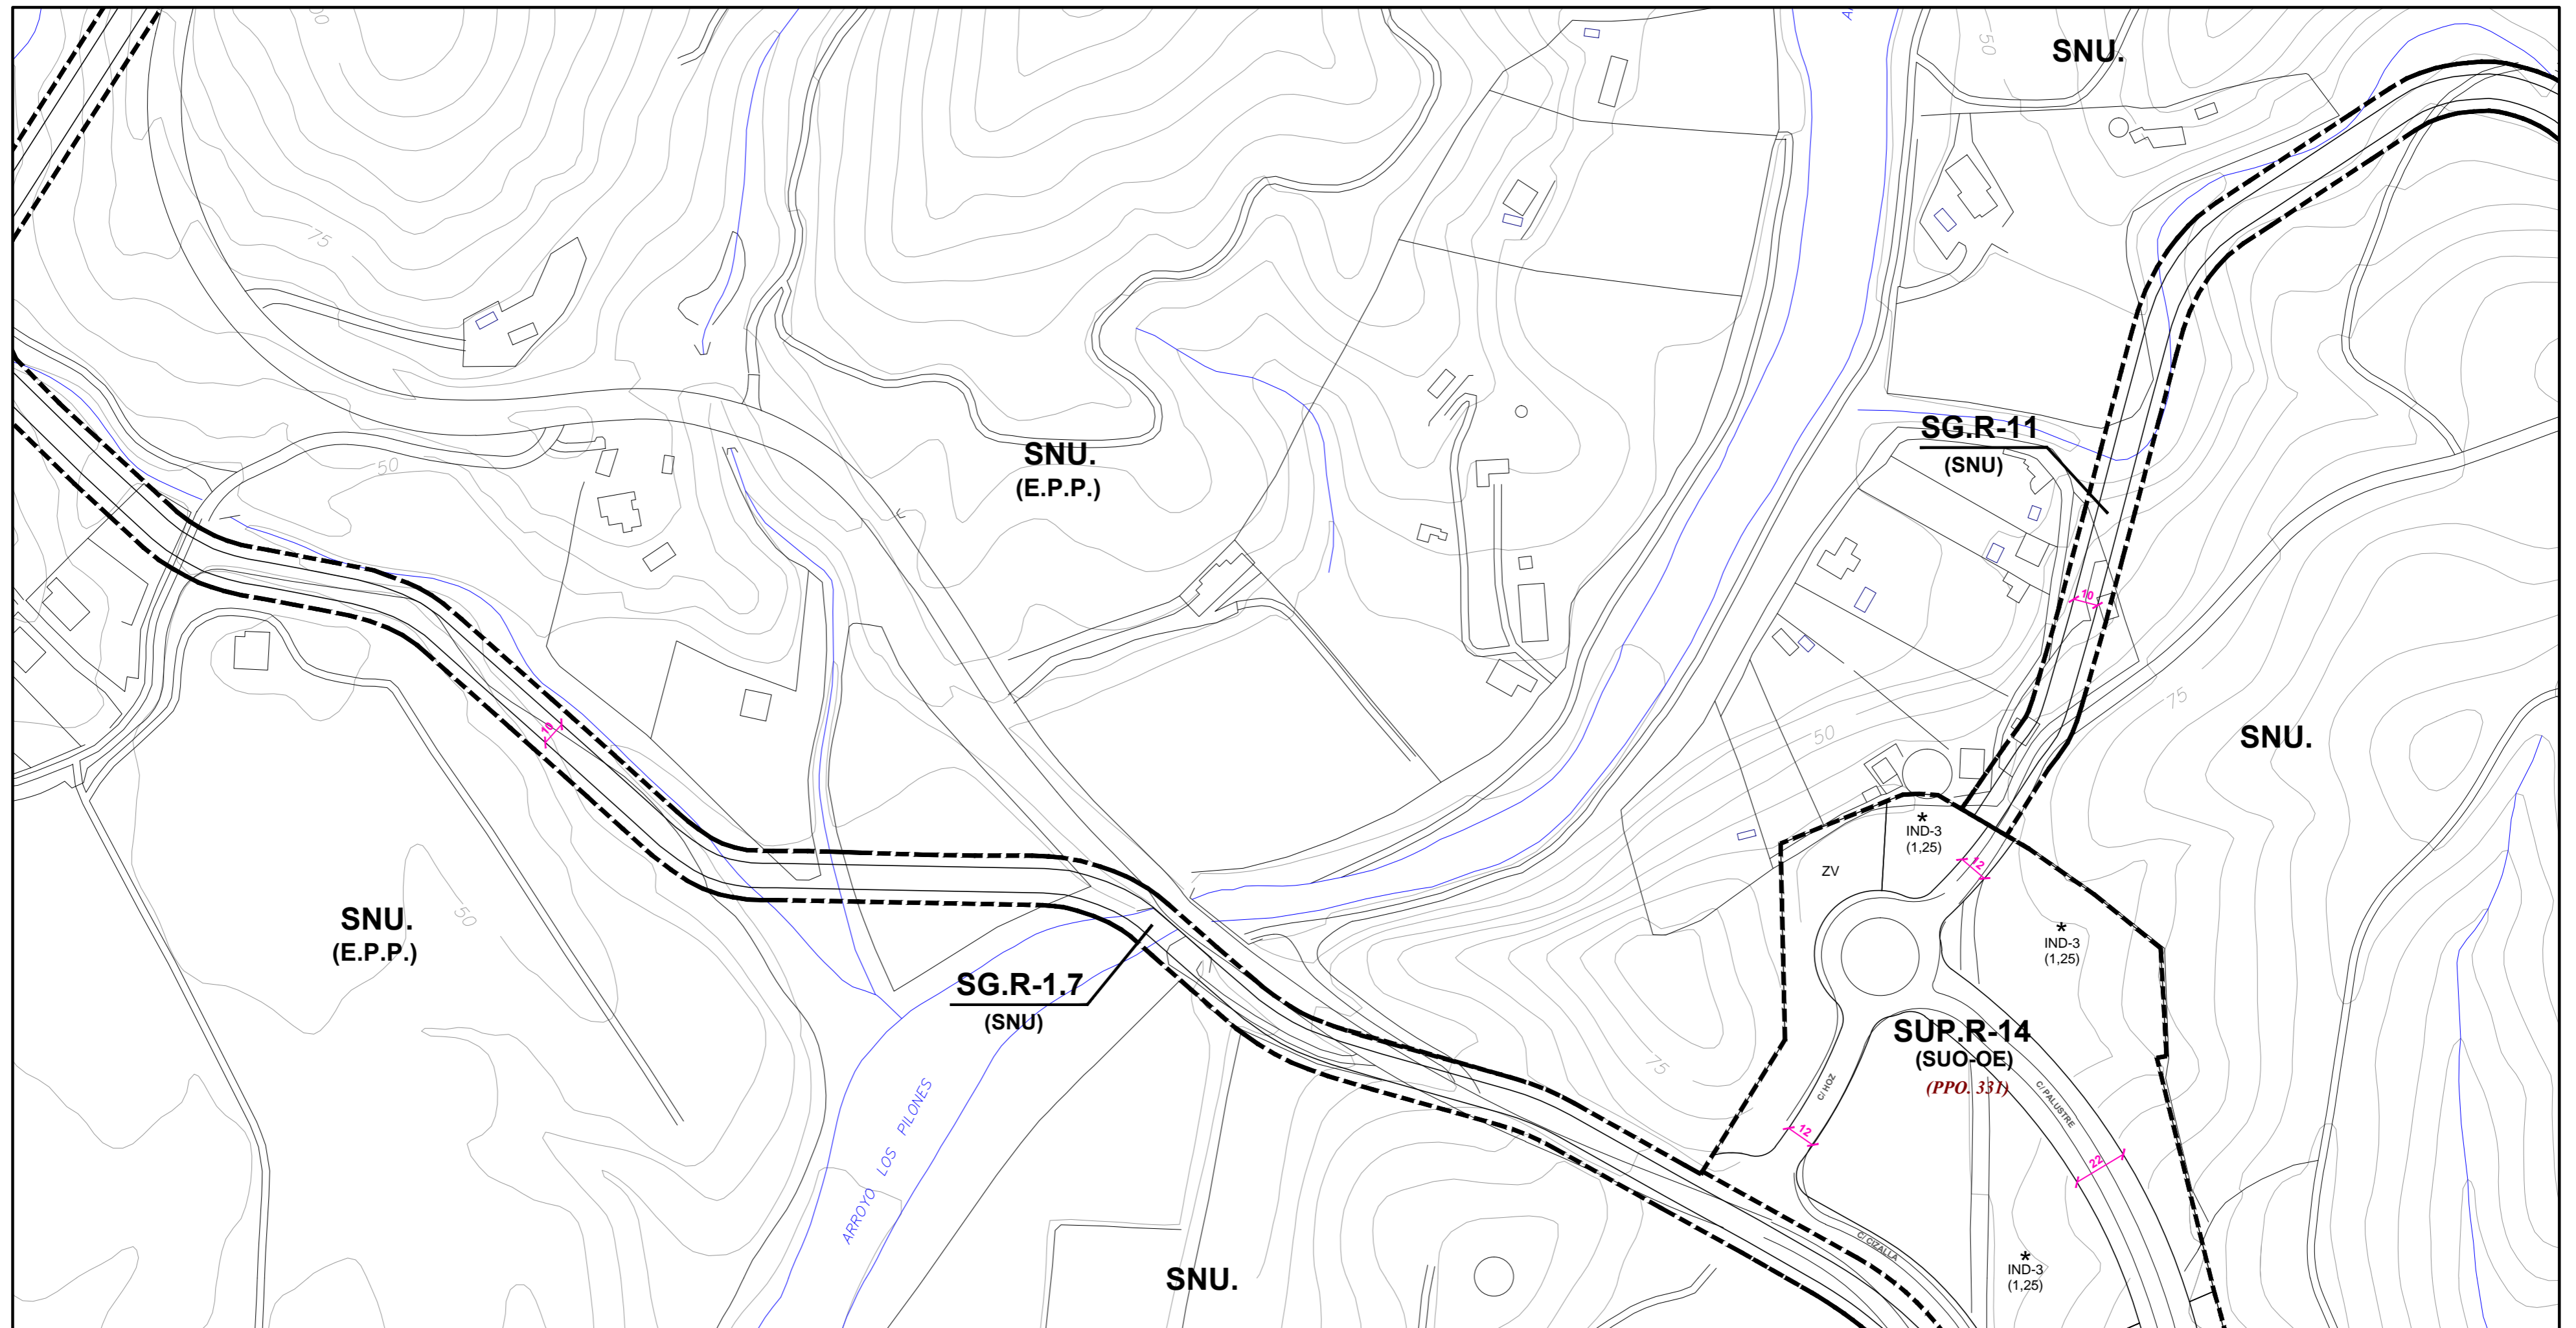 50
SNU.
75
50
SNU.
(E.P.P.)
SG.R-11
(SNU)
10
10
75
50
SNU.
*
IND-3
(1,25)
12
ZV
SNU.
(E.P.P.)
50
*
IND-3
(1,25)
SG.R-1.7
(SNU)
SUP.R-14
(SUO-OE)
(PPO. 331)
75
C/ HOZ
C/ PALUSTRE
12
22
ARROYO LOS PILONES
C/ CIZALLA
SNU.
*
IND-3
(1,25)